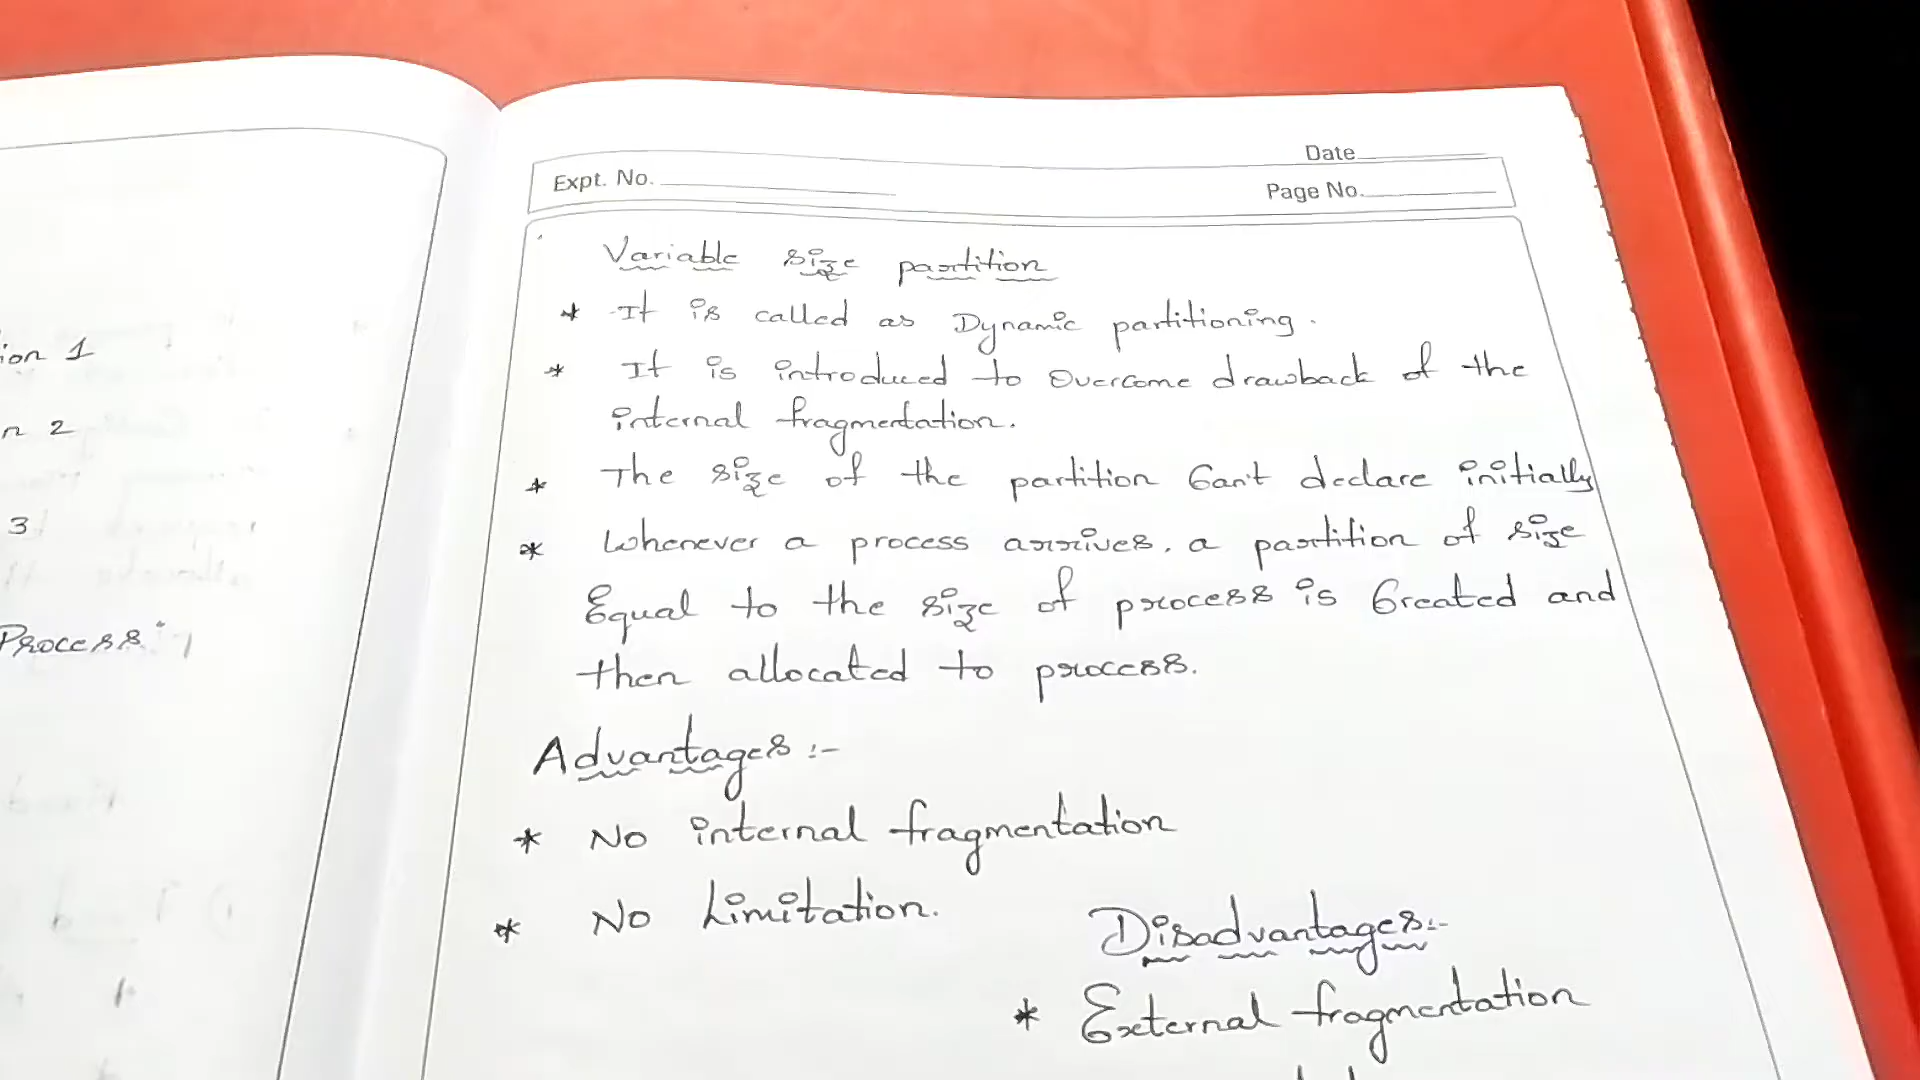 ion 1
n 2
3
Process:
Date
Expt. No.
Page No.
Variable size partition
* It is called as Dynamic partitioning.
* It is introduced to overcome drawback of the
internal fragmentation.
* The size of the partition can't declare initially
* Whenever a process arrives, a partition of size
Equal to the size of process is created and
then allocated to process.
Advantages :-
* No internal fragmentation
* No Limitation.
Disadvantages:-
* External fragmentation